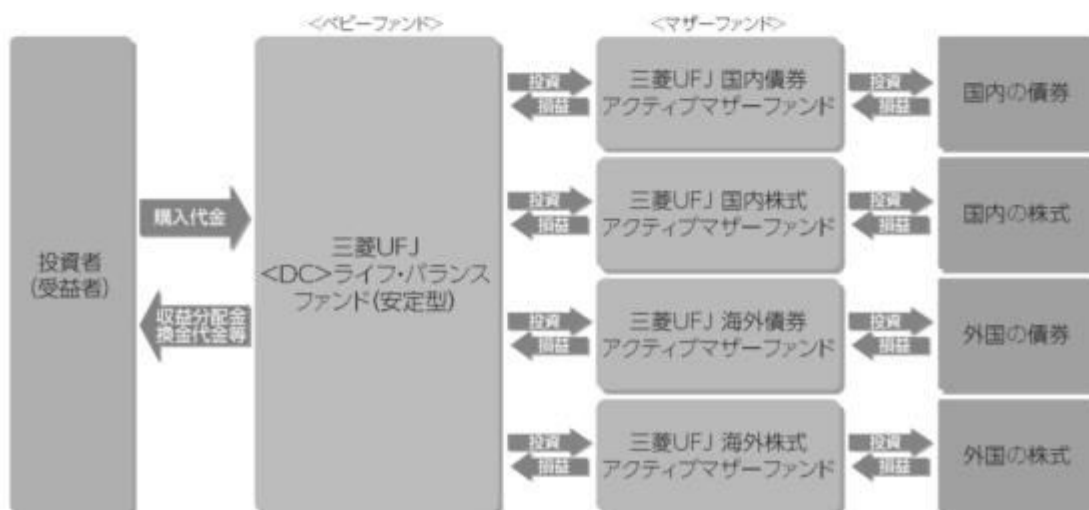 <ベビーファンド>
<マザーファンド>
投資者
(受益者)
購入代金
収益分配金
換金代金等
三菱UFJ
<DC>ライフ・バランス
ファンド(安定型)
投資
損益
三菱UFJ 国内債券
アクティブマザーファンド
投資
損益
国内の債券
投資
損益
三菱UFJ 国内株式
アクティブマザーファンド
投資
損益
国内の株式
投資
損益
三菱UFJ 海外債券
アクティブマザーファンド
投資
損益
外国の債券
投資
損益
三菱UFJ 海外株式
アクティブマザーファンド
投資
損益
外国の株式